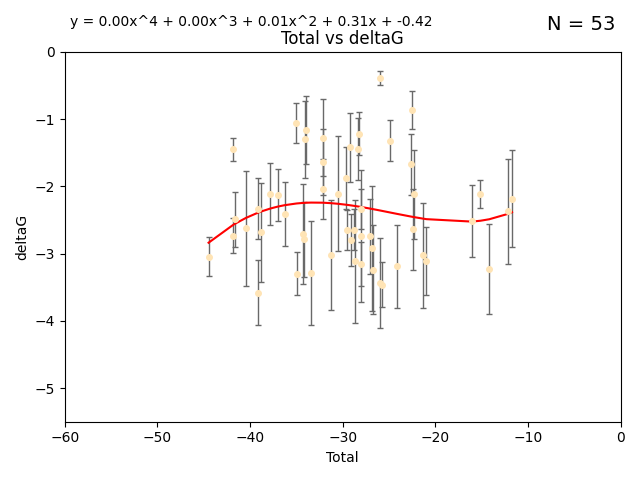 y = 0.00x^4 + 0.00x^3 + 0.01x^2 + 0.31x + -0.42
N = 53
Total vs deltaG
0
−1
−2
−3
−4
−5
deltaG
−60
−50
−40
−30
−20
−10
0
Total